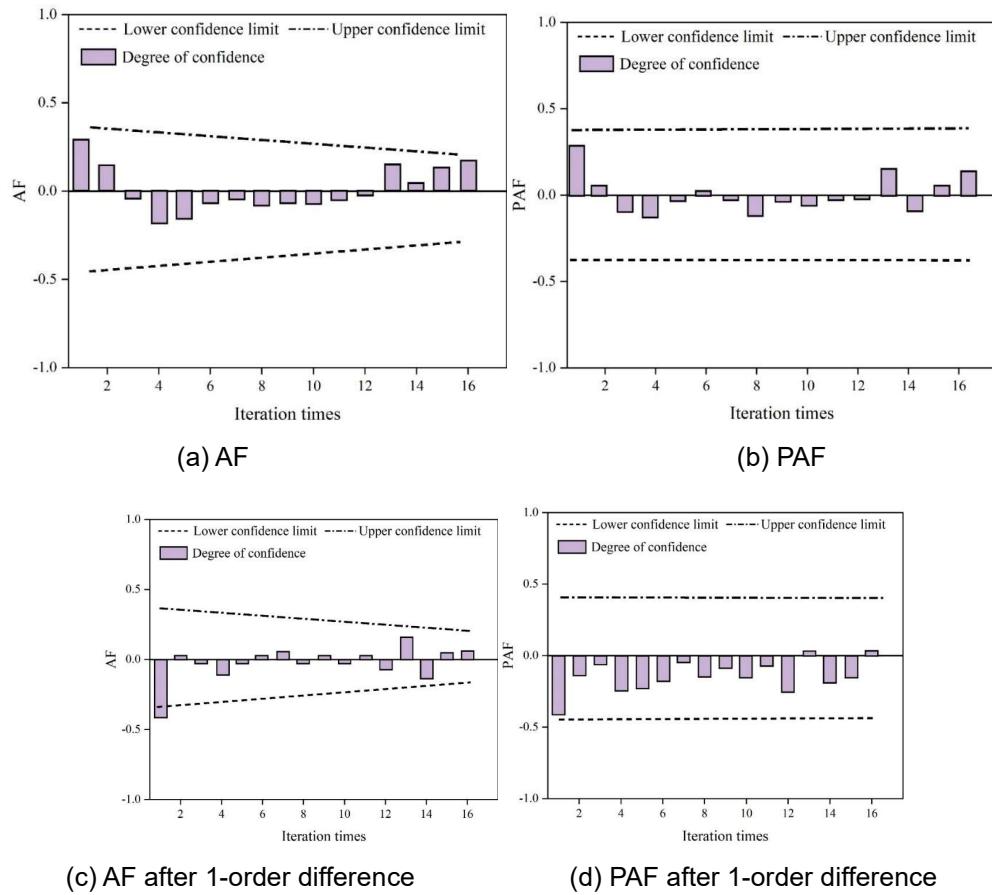 1.0
Lower confidence limit Upper confidence limit
Degree of confidence
0.5
0.0
-0.5
-1.0
AF
2 4 6 8 10 12 14 16
Iteration times
(a) AF
1.0
Lower confidence limit Upper confidence limit
Degree of confidence
0.5
0.0
-0.5
-1.0
PAF
2 4 6 8 10 12 14 16
Iteration times
(b) PAF
1.0
Lower confidence limit Upper confidence limit
Degree of confidence
0.5
0.0
-0.5
-1.0
AF
2 4 6 8 10 12 14 16
Iteration times
(c) AF after 1-order difference
1.0
Lower confidence limit Upper confidence limit
Degree of confidence
0.5
0.0
-0.5
-1.0
PAF
2 4 6 8 10 12 14 16
Iteration times
(d) PAF after 1-order difference